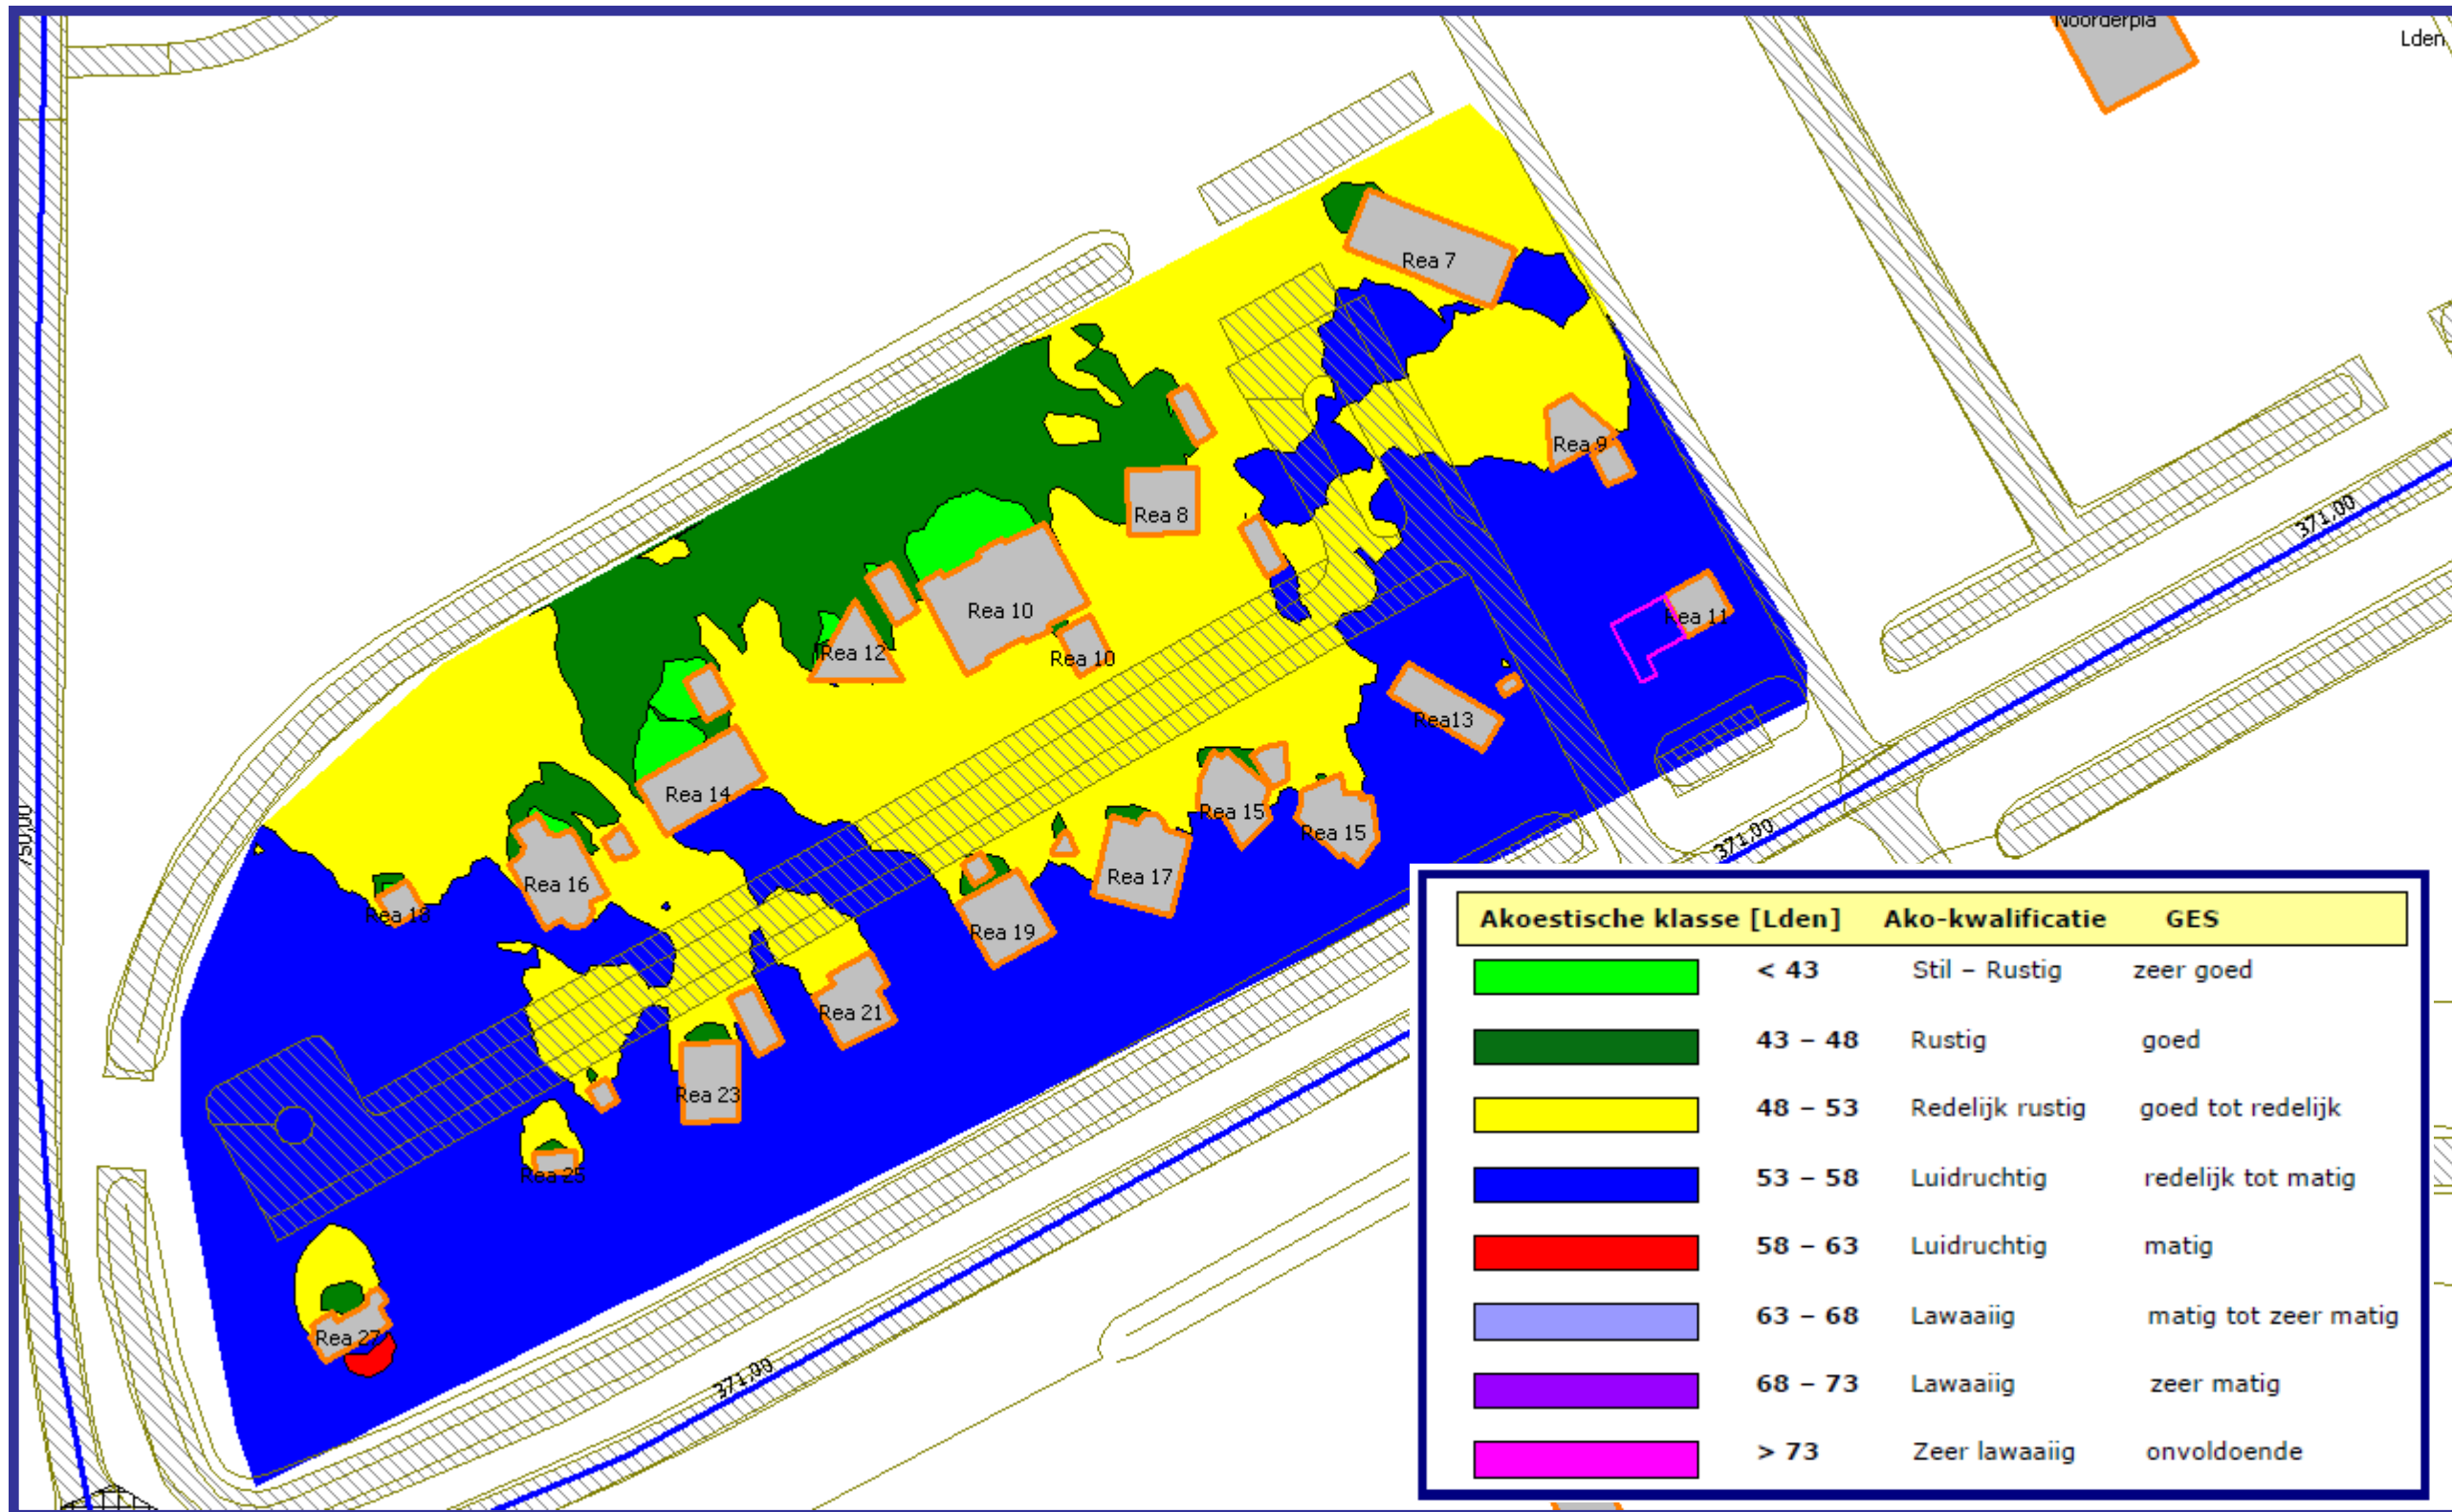 Noorderpla
Lden
Rea 7
Rea 9
371,00
Rea 8
Rea 10
Rea 11
Rea 12
Rea 10
Rea13
Rea 14
Rea 15
Rea 15
371,00
750,00
Rea 16
Rea 17
Rea 18
Rea 19
Rea 21
Rea 23
Rea 25
Rea 27
371,00
Akoestische klasse [Lden] Ako-kwalificatie GES
< 43 Stil – Rustig zeer goed
43 – 48 Rustig goed
48 – 53 Redelijk rustig goed tot redelijk
53 – 58 Luidruchtig redelijk tot matig
58 – 63 Luidruchtig matig
63 – 68 Lawaaiig matig tot zeer matig
68 – 73 Lawaaiig zeer matig
> 73 Zeer lawaaiig onvoldoende